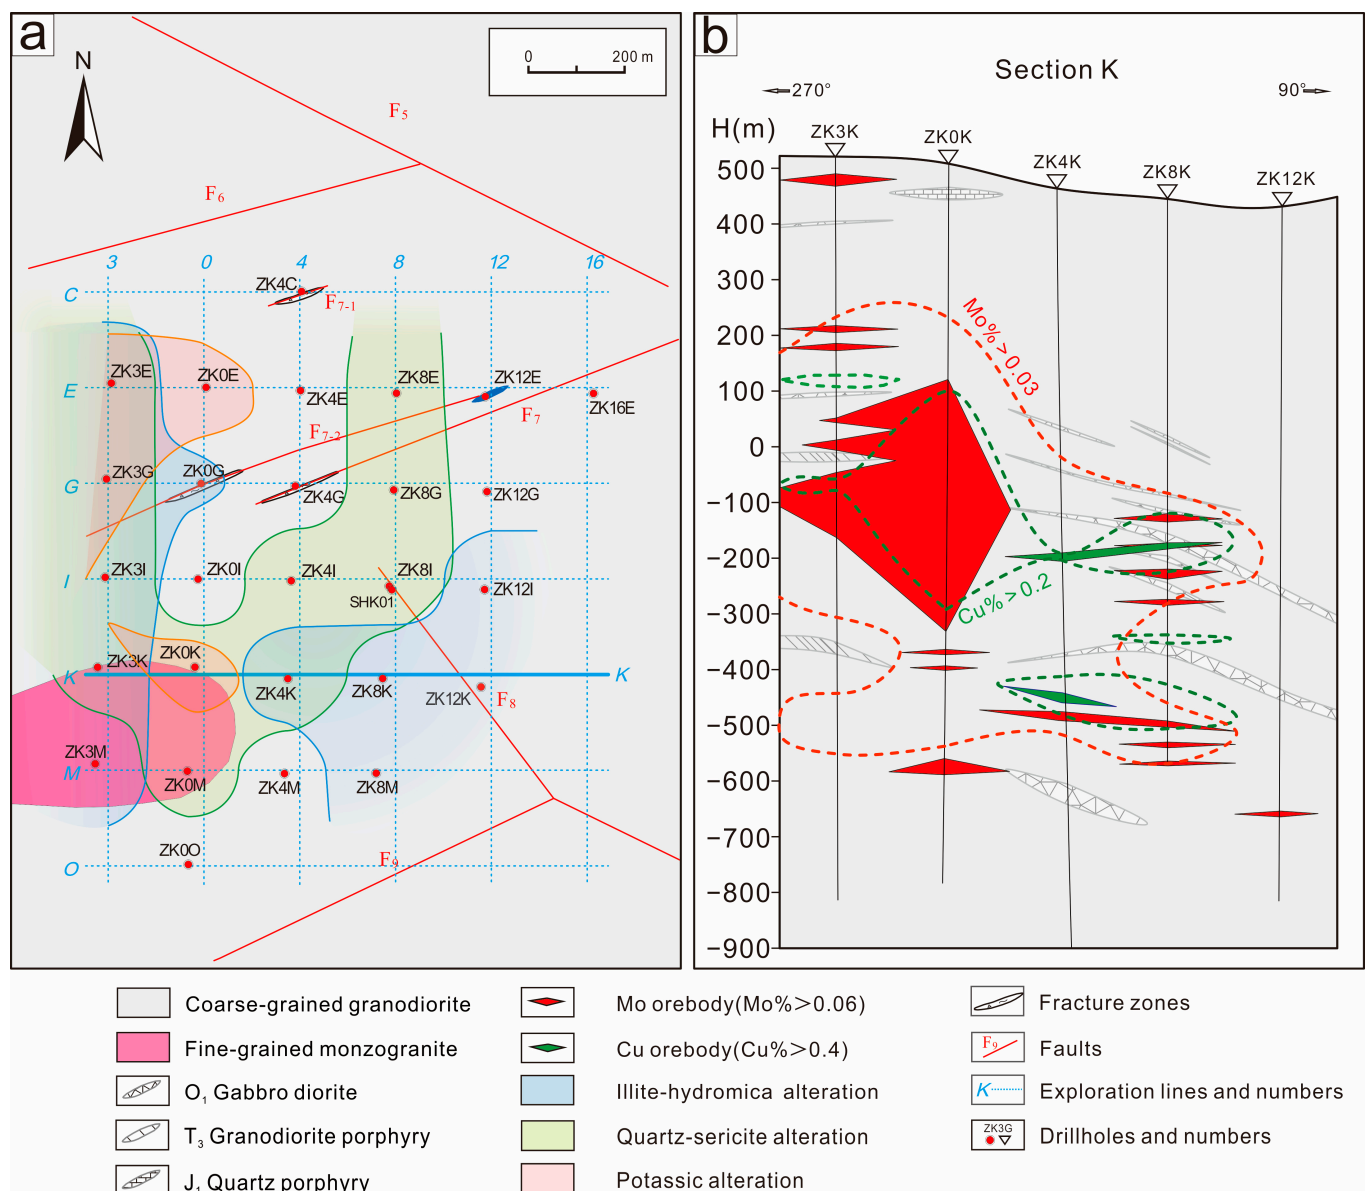 a
N
0 200 m
F5
F6
3 0 4 8 12 16
C
ZK4C
F7-1
E
ZK3E
ZK0E
ZK4E
ZK8E
ZK12E
ZK16E
F7
F7-2
G
ZK3G
ZK0G
ZK4G
ZK8G
ZK12G
I
ZK3I
ZK0I
ZK4I
ZK8I
SHK01
ZK12I
K
ZK3K
ZK0K
ZK4K
ZK8K
ZK12K
K
F8
M
ZK3M
ZK0M
ZK4M
ZK8M
O
ZK0O
F9
b
Section K
270° 90°
H(m)
ZK3K
ZK0K
ZK4K
ZK8K
ZK12K
500
400
300
200
100
0
−100
−200
−300
−400
−500
−600
−700
−800
−900
Mo%>0.03
Cu%>0.2
Coarse-grained granodiorite
Fine-grained monzogranite
O1 Gabbro diorite
T3 Granodiorite porphyry
J1 Quartz porphyry
Mo orebody(Mo%>0.06)
Cu orebody(Cu%>0.4)
Illite-hydromica alteration
Quartz-sericite alteration
Potassic alteration
Fracture zones
F9 Faults
K Exploration lines and numbers
ZK3G Drillholes and numbers